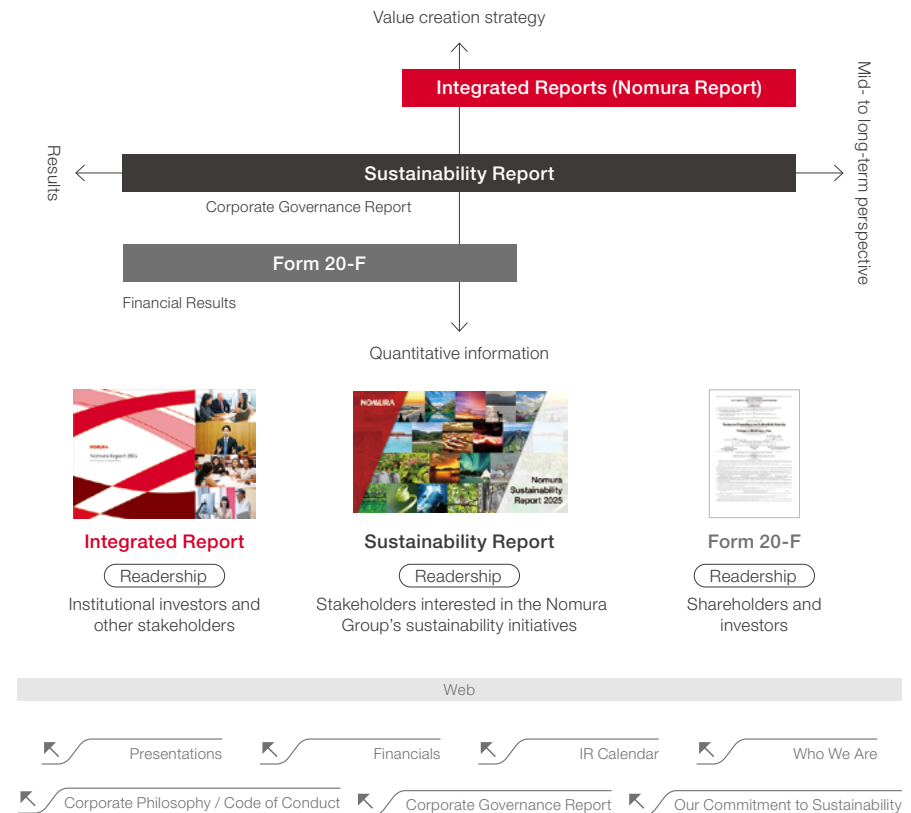 Value creation strategy
Integrated Reports (Nomura Report)
Mid- to long-term perspective
Results
Sustainability Report
Corporate Governance Report
Form 20-F
Financial Results
Quantitative information
NOMURA
Nomura Report 2025
NOMURA
Nomura
Sustainability
Report 2025
Integrated Report
Readership
Institutional investors and
other stakeholders
Sustainability Report
Readership
Stakeholders interested in the Nomura
Group's sustainability initiatives
Form 20-F
Readership
Shareholders and
investors
Web
Presentations
Financials
IR Calendar
Who We Are
Corporate Philosophy / Code of Conduct
Corporate Governance Report
Our Commitment to Sustainability